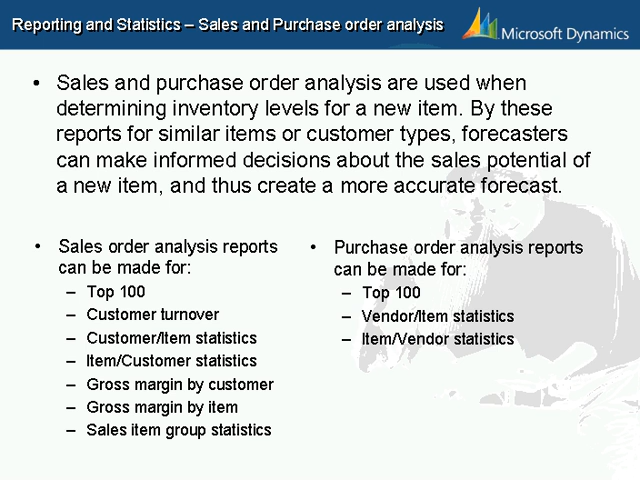 Reporting and Statistics – Sales and Purchase order analysis
Microsoft Dynamics
• Sales and purchase order analysis are used when
determining inventory levels for a new item. By these
reports for similar items or customer types, forecasters
can make informed decisions about the sales potential of
a new item, and thus create a more accurate forecast.
• Sales order analysis reports
can be made for:
– Top 100
– Customer turnover
– Customer/Item statistics
– Item/Customer statistics
– Gross margin by customer
– Gross margin by item
– Sales item group statistics
• Purchase order analysis reports
can be made for:
– Top 100
– Vendor/Item statistics
– Item/Vendor statistics